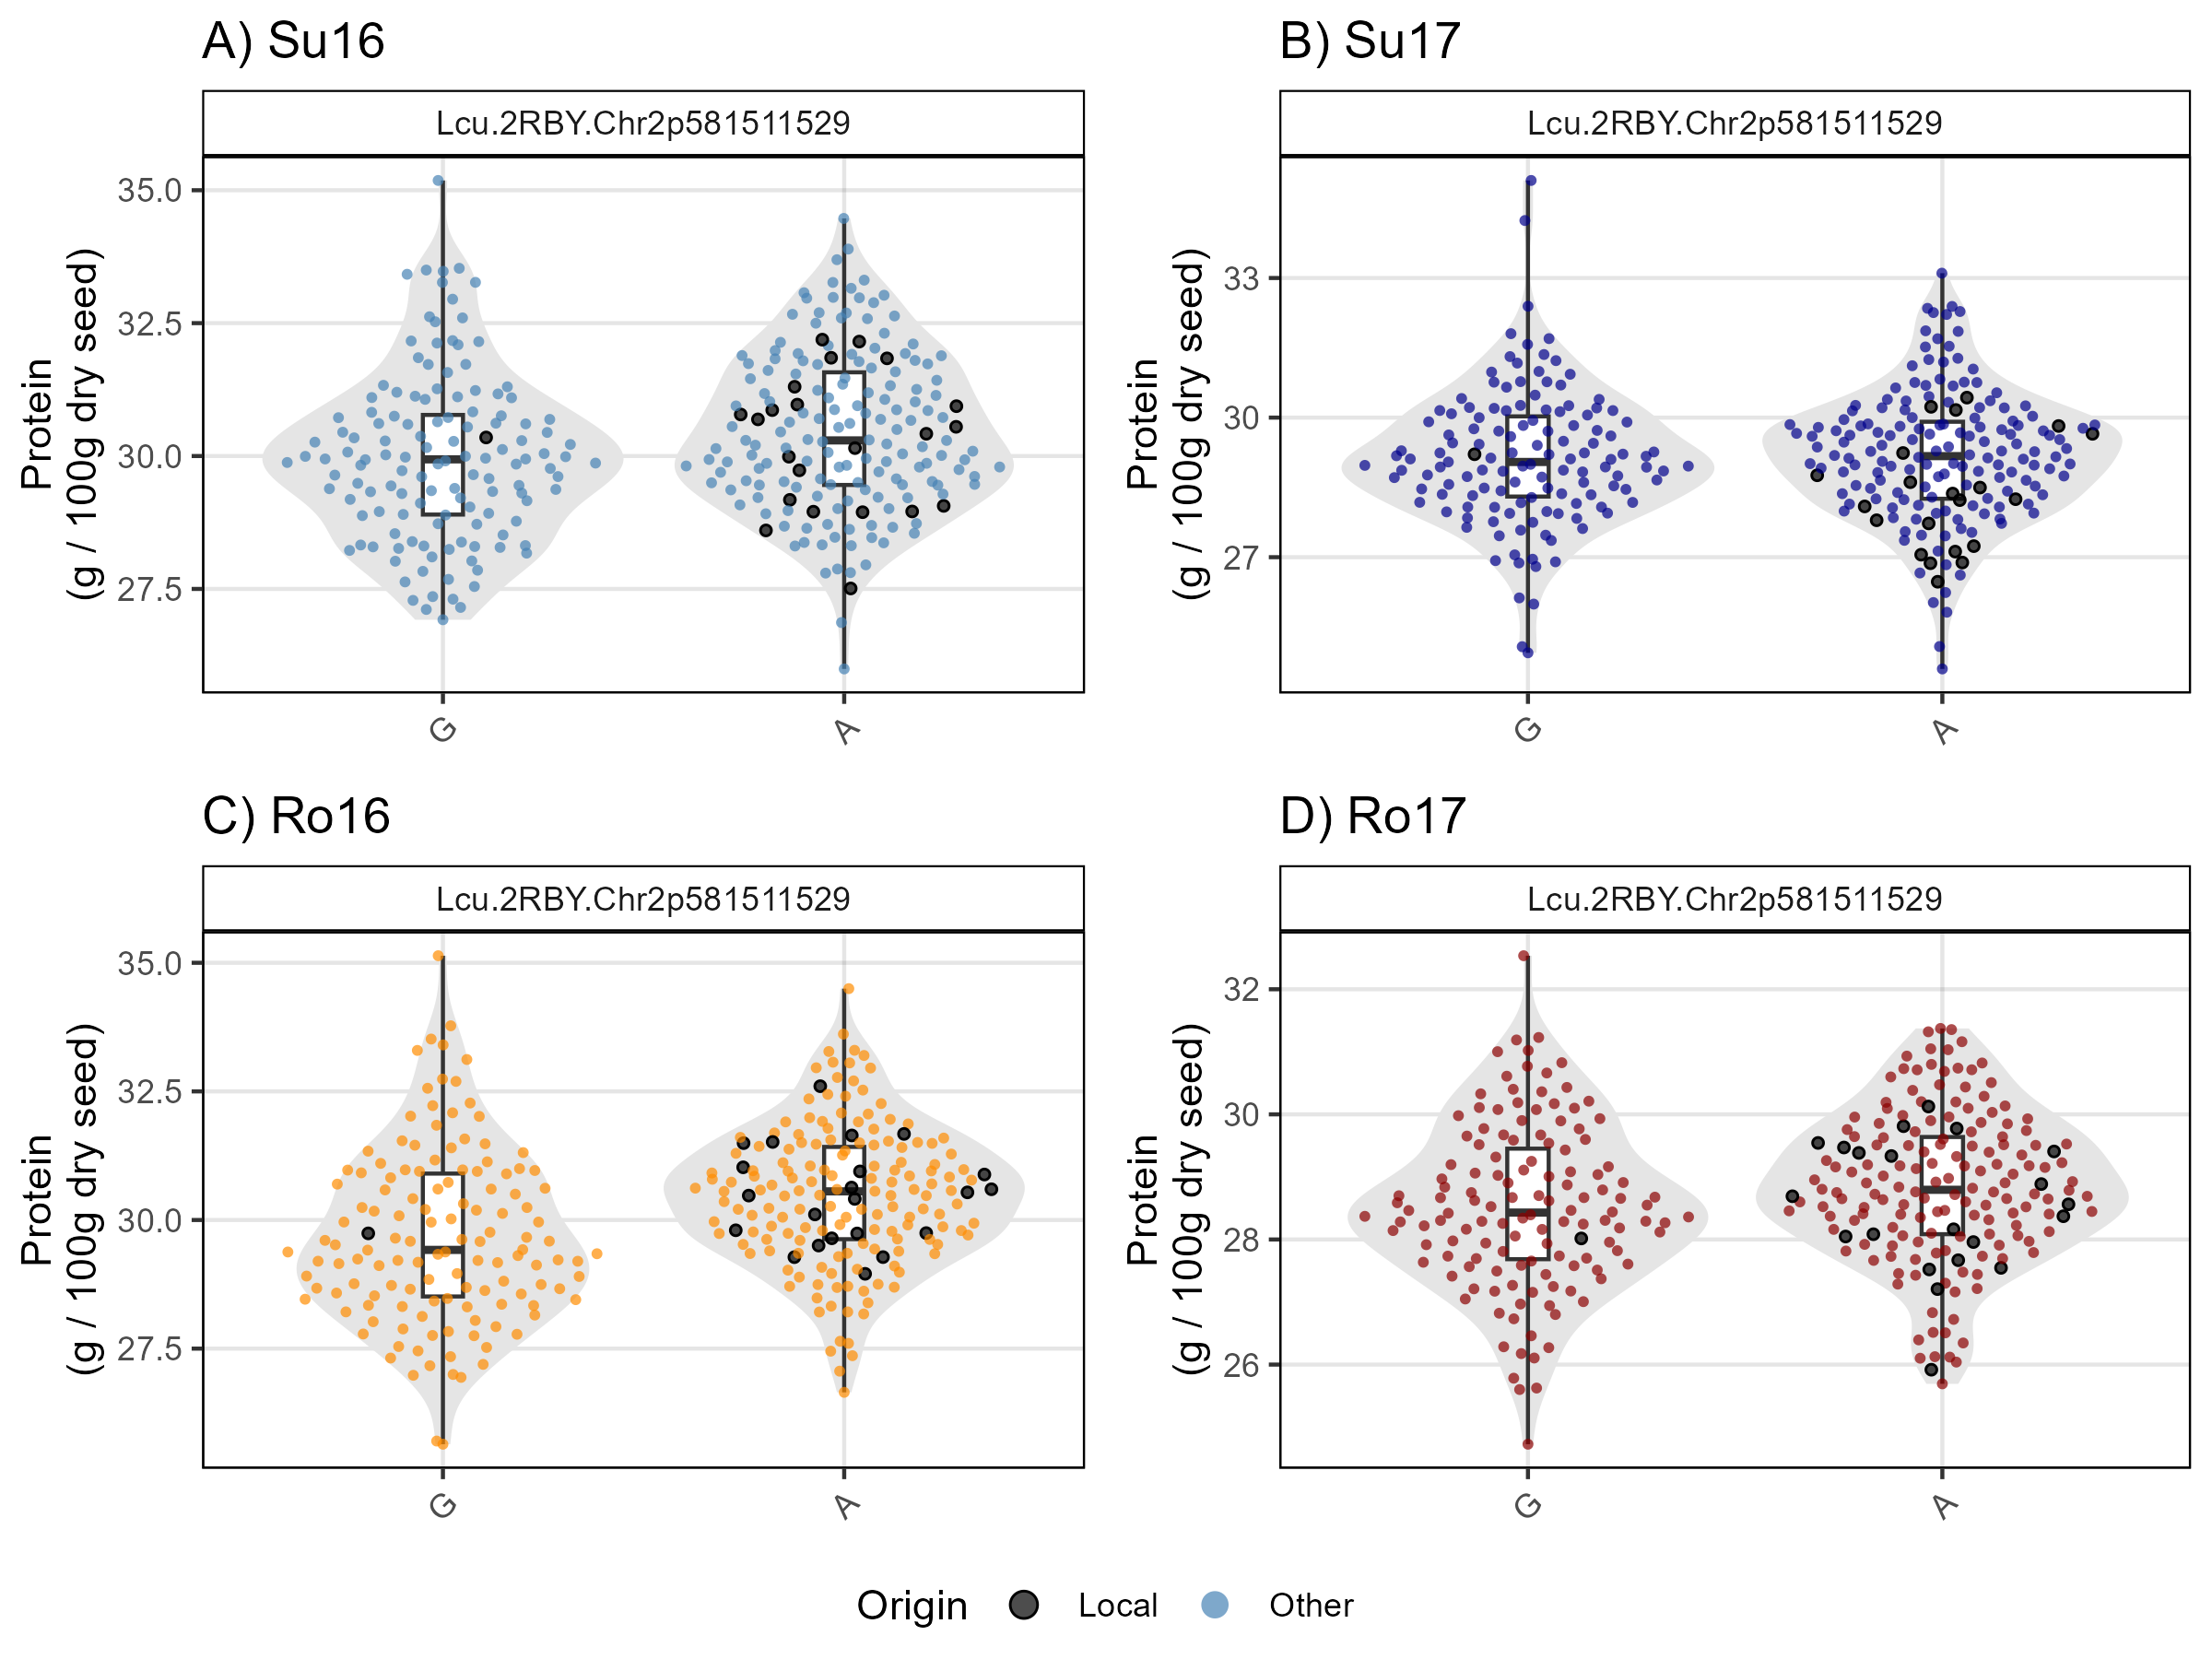 A) Su16
Lcu.2RBY.Chr2p581511529
Protein
(g / 100g dry seed)
35.0
32.5
30.0
27.5
G
A
B) Su17
Lcu.2RBY.Chr2p581511529
Protein
(g / 100g dry seed)
33
30
27
G
A
C) Ro16
Lcu.2RBY.Chr2p581511529
Protein
(g / 100g dry seed)
35.0
32.5
30.0
27.5
G
A
D) Ro17
Lcu.2RBY.Chr2p581511529
Protein
(g / 100g dry seed)
32
30
28
26
G
A
Origin Local Other